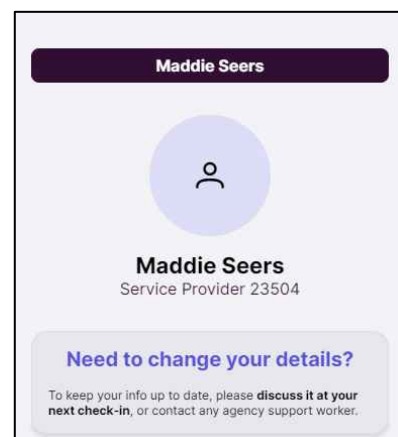 Maddie Seers
Maddie Seers
Service Provider 23504
Need to change your details?
To keep your info up to date, please discuss it at your
next check-in, or contact any agency support worker.